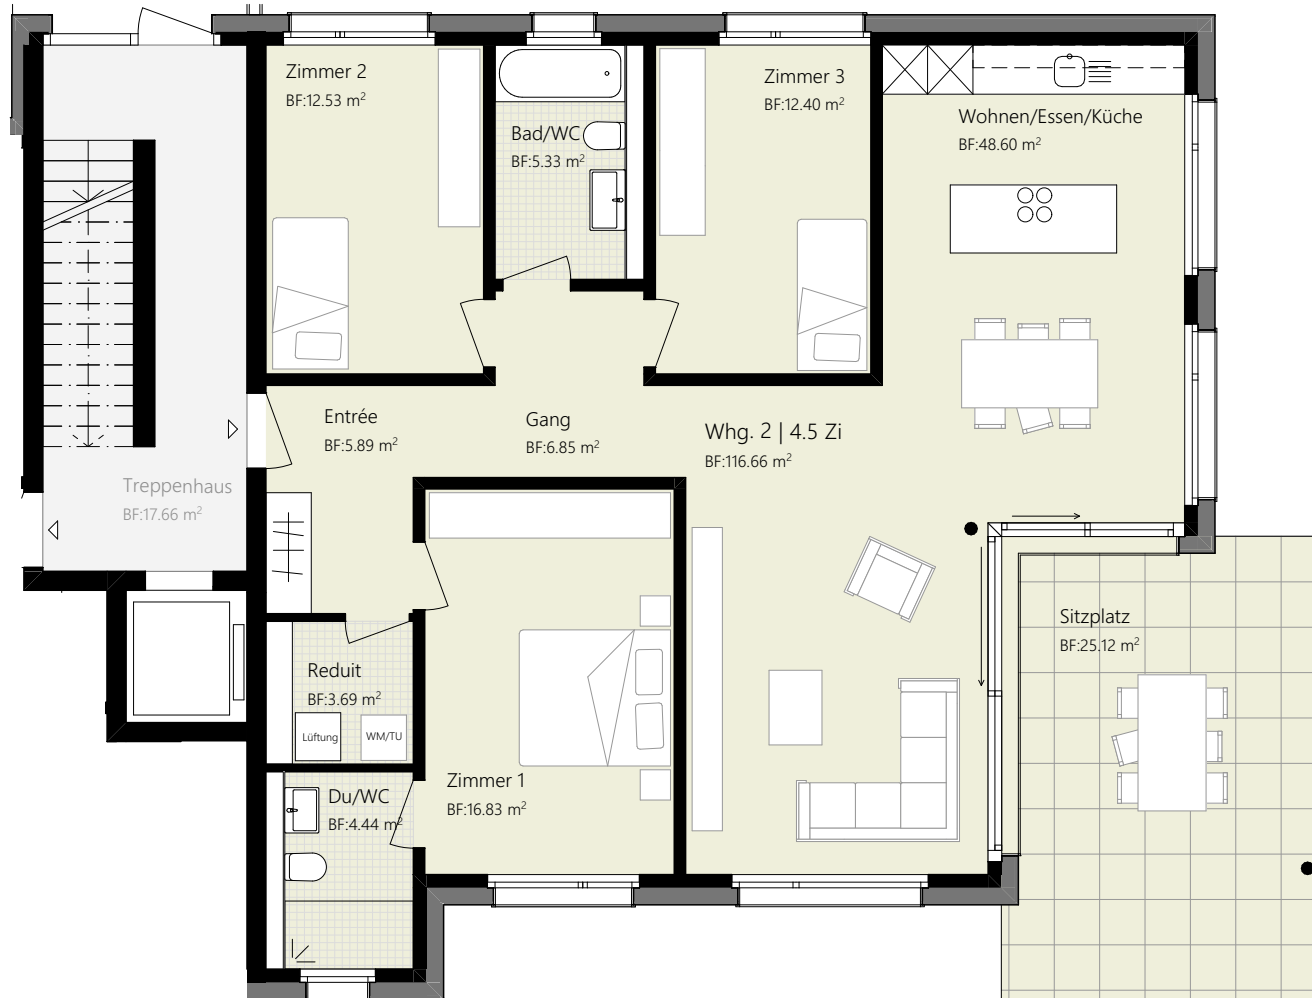 Zimmer 2
BF:12.53 m²
Bad/WC
BF:5.33 m²
Zimmer 3
BF:12.40 m²
Wohnen/Essen/Küche
BF:48.60 m²
Entrée
BF:5.89 m²
Gang
BF:6.85 m²
Whg. 2 | 4.5 Zi
BF:116.66 m²
Treppenhaus
BF:17.66 m²
Sitzplatz
BF:25.12 m²
Reduit
BF:3.69 m²
Lüftung
WM/TU
Zimmer 1
BF:16.83 m²
Du/WC
BF:4.44 m²